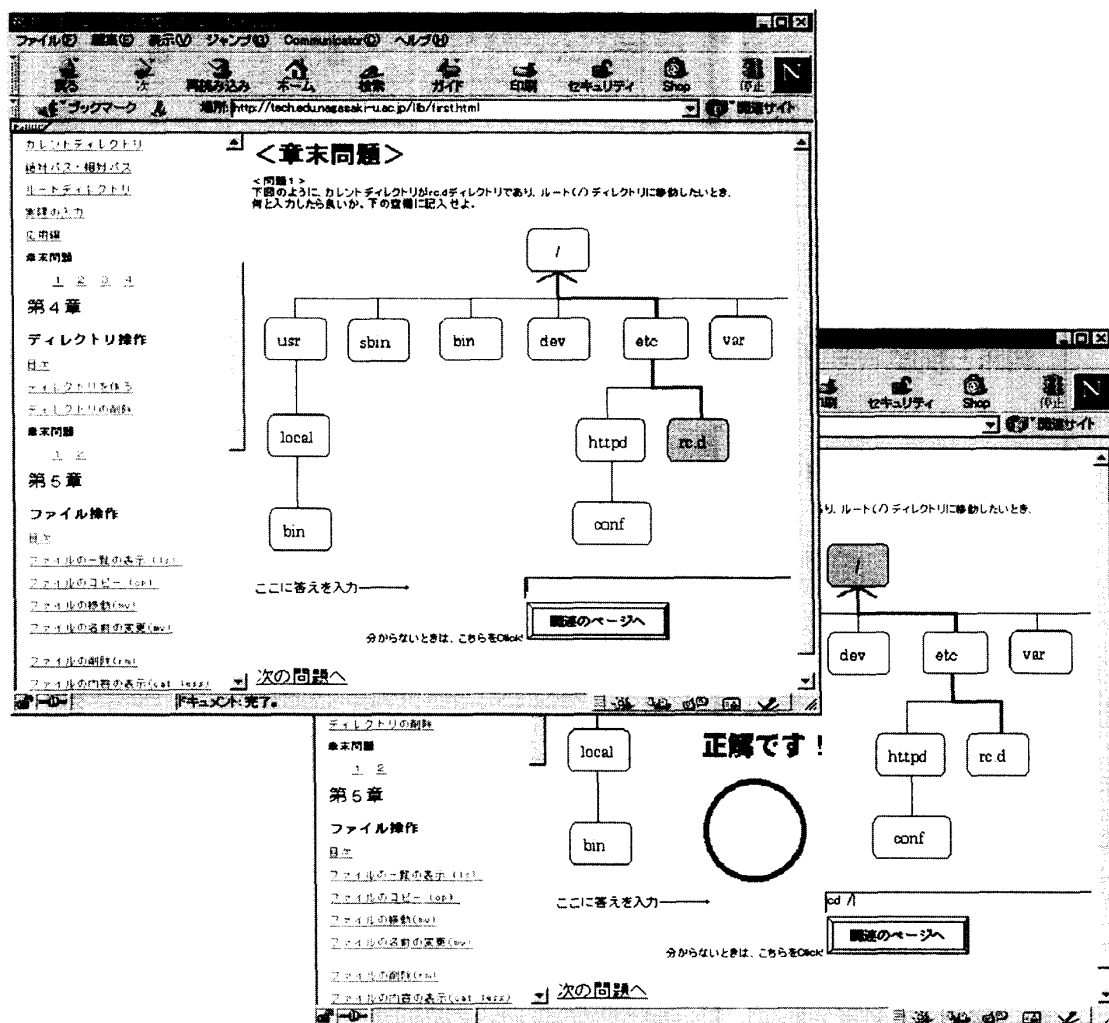 ファイル(F) 編集(E) 表示(V) ジャンプ(G) Communicator(C) ヘルプ(H)
戻る 次 再読み込み ホーム 検索 ガイド 印刷 セキュリティ Shop 停止 N
ブックマーク 場所: http://tech.edu.nagasaki-u.ac.jp/lib/first.html 関連サイト
カレントディレクトリ
絶対パス・相対パス
ルートディレクトリ
実際の入力
応用編
章末問題
1 2 3 4
第4章
ディレクトリ操作
目次
ディレクトリを作る
ディレクトリの削除
章末問題
1 2
第5章
ファイル操作
目次
ファイルの一覧の表示 (ls)
ファイルのコピー (cp)
ファイルの移動(mv)
ファイルの名前の変更(mv)
ファイルの削除(rm)
ファイルの内容の表示(cat less)
<章末問題>
<問題1>
下図のように、カレントディレクトリがrc.dディレクトリであり、ルート(/)ディレクトリに移動したいとき、
何と入力したら良いか、下の空欄に記入せよ。
/
usr sbin bin dev etc var
local httpd rc.d
bin conf
ここに答えを入力
分からないときは、こちらをClick! 関連のページへ
次の問題へ
ドキュメント: 完了。
印刷 セキュリティ Shop 停止 N
関連サイト
あり、ルート(/)ディレクトリに移動したいとき、
/
dev etc var
ディレクトリの削除
章末問題
1 2
第5章
ファイル操作
目次
ファイルの一覧の表示 (ls)
ファイルのコピー (cp)
ファイルの移動(mv)
ファイルの名前の変更(mv)
ファイルの削除(rm)
ファイルの内容の表示(cat less)
local 正解です! httpd rc.d
bin conf
ここに答えを入力 cd /
分からないときは、こちらをClick! 関連のページへ
次の問題へ